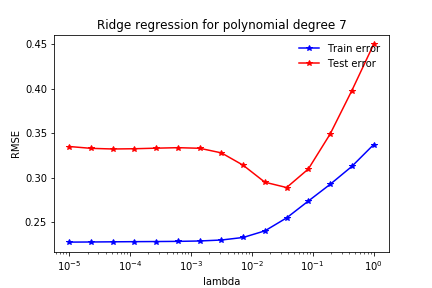 Ridge regression for polynomial degree 7
Train error
Test error
0.45
0.40
0.35
0.30
0.25
RMSE
10⁻⁵ 10⁻⁴ 10⁻³ 10⁻² 10⁻¹ 10⁰
lambda